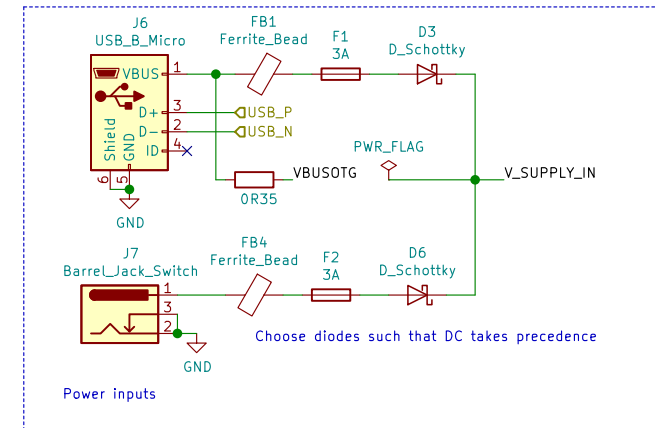 J6
USB_B_Micro
VBUS 1
D+ 3
D- 2
ID 4
Shield
GND
6
5
GND
FB1
Ferrite_Bead
F1
3A
D3
D_Schottky
USB_P
USB_N
VBUSOTG
0R35
PWR_FLAG
V_SUPPLY_IN
J7
Barrel_Jack_Switch
1
3
2
GND
FB4
Ferrite_Bead
F2
3A
D6
D_Schottky
Choose diodes such that DC takes precedence
Power inputs